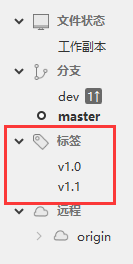 文件状态
工作副本
分支
dev 1↑
master
标签
v1.0
v1.1
远程
origin